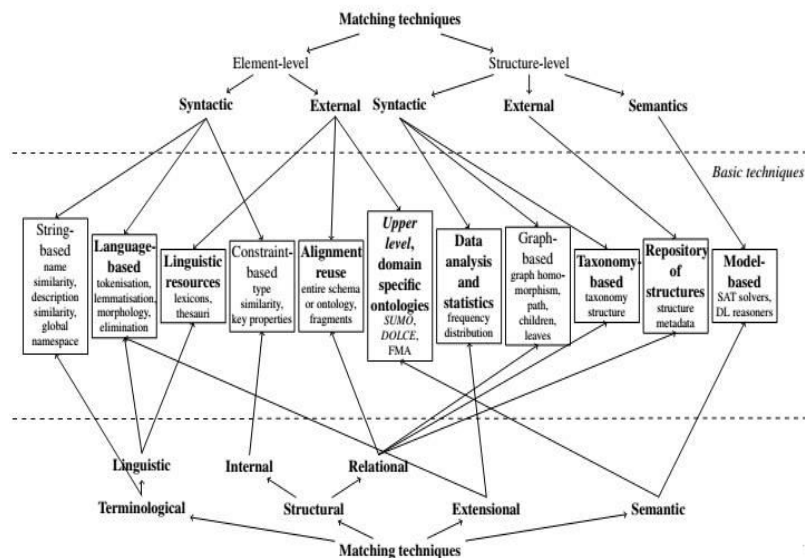 Matching techniques
Element-level
Structure-level
Syntactic
External
Syntactic
External
Semantics
Basic techniques
String-
based
name
similarity,
description
similarity,
global
namespace
Language-
based
tokenisation,
lemmatisation,
morphology,
elimination
Linguistic
resources
lexicons,
thesauri
Constraint-
based
type
similarity,
key properties
Alignment
reuse
entire schema
or ontology,
fragments
Upper
level,
domain
specific
ontologies
SUMO,
DOLCE,
FMA
Data
analysis
and
statistics
frequency
distribution
Graph-
based
graph homo-
morphism,
path,
children,
leaves
Taxonomy-
based
taxonomy
structure
Repository
of
structures
structure
metadata
Model-
based
SAT solvers,
DL reasoners
Linguistic
Internal
Relational
Terminological
Structural
Extensional
Semantic
Matching techniques